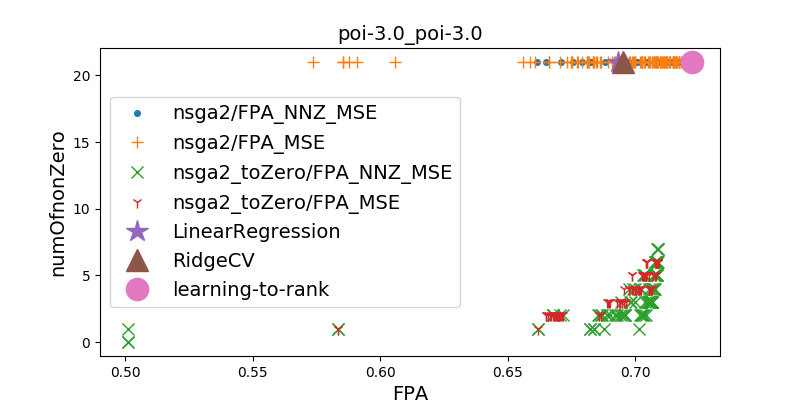 poi-3.0_poi-3.0
numOfnonZero
20
15
10
5
0
nsga2/FPA_NNZ_MSE
nsga2/FPA_MSE
nsga2_toZero/FPA_NNZ_MSE
nsga2_toZero/FPA_MSE
LinearRegression
RidgeCV
learning-to-rank
0.50 0.55 0.60 0.65 0.70
FPA